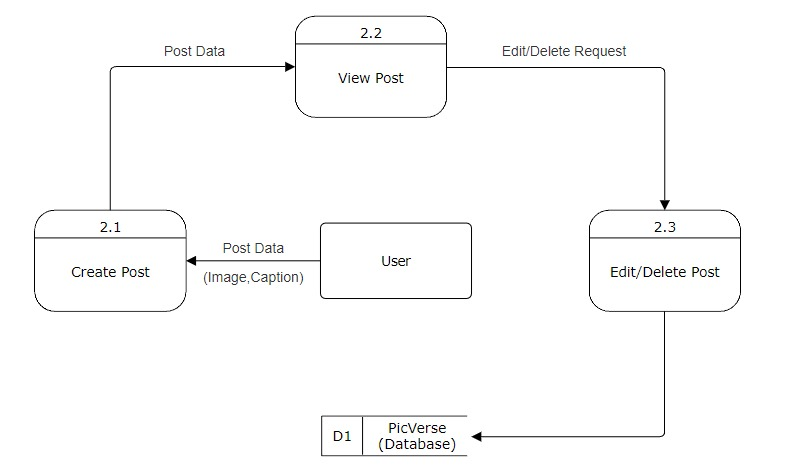 2.2
View Post
Post Data
Edit/Delete Request
2.1
Create Post
Post Data
(Image,Caption)
User
2.3
Edit/Delete Post
D1
PicVerse
(Database)